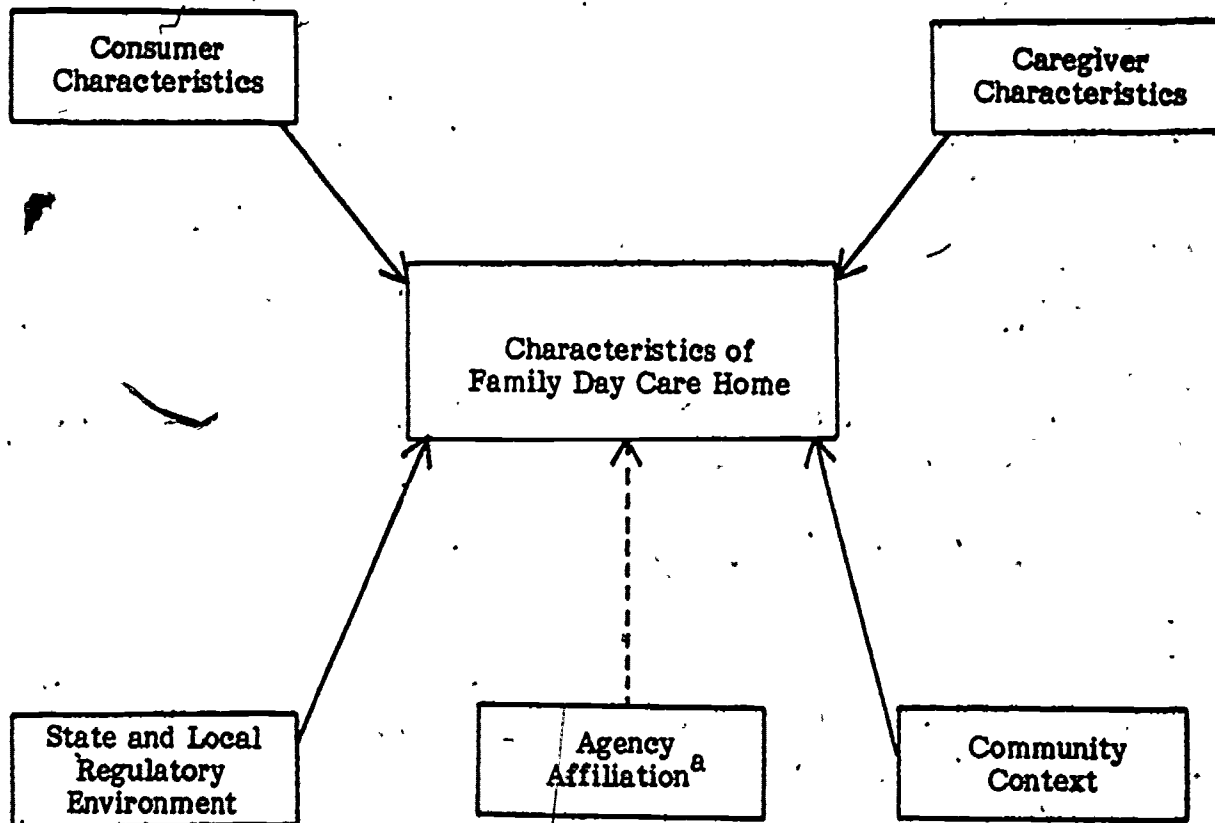 Consumer
Characteristics
Caregiver
Characteristics
Characteristics of
Family Day Care Home
State and Local
Regulatory
Environment
Agency
Affiliation^a
Community
Context